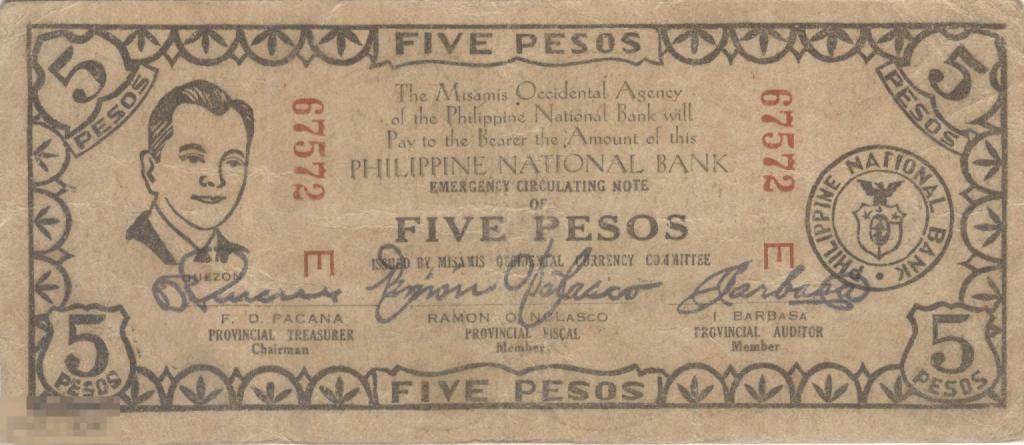 FIVE PESOS
5 PESOS
5 PESOS
67572
67572
The Misamis Occidental Agency
of the Philippine National Bank will
Pay to the Bearer the Amount of this
PHILIPPINE NATIONAL BANK
EMERGENCY CIRCULATING NOTE
OF
FIVE PESOS
ISSUED BY MISAMIS OCCIDENTAL CURRENCY COMMITTEE
E
E
PHILIPPINE NATIONAL BANK
QUEZON
Ramon O Nolasco
Barbasa
F. D. PACANA
PROVINCIAL TREASURER
Chairman
RAMON O. NOLASCO
PROVINCIAL FISCAL
Member
I. BARBASA
PROVINCIAL AUDITOR
Member
5 PESOS
FIVE PESOS
5 PESOS